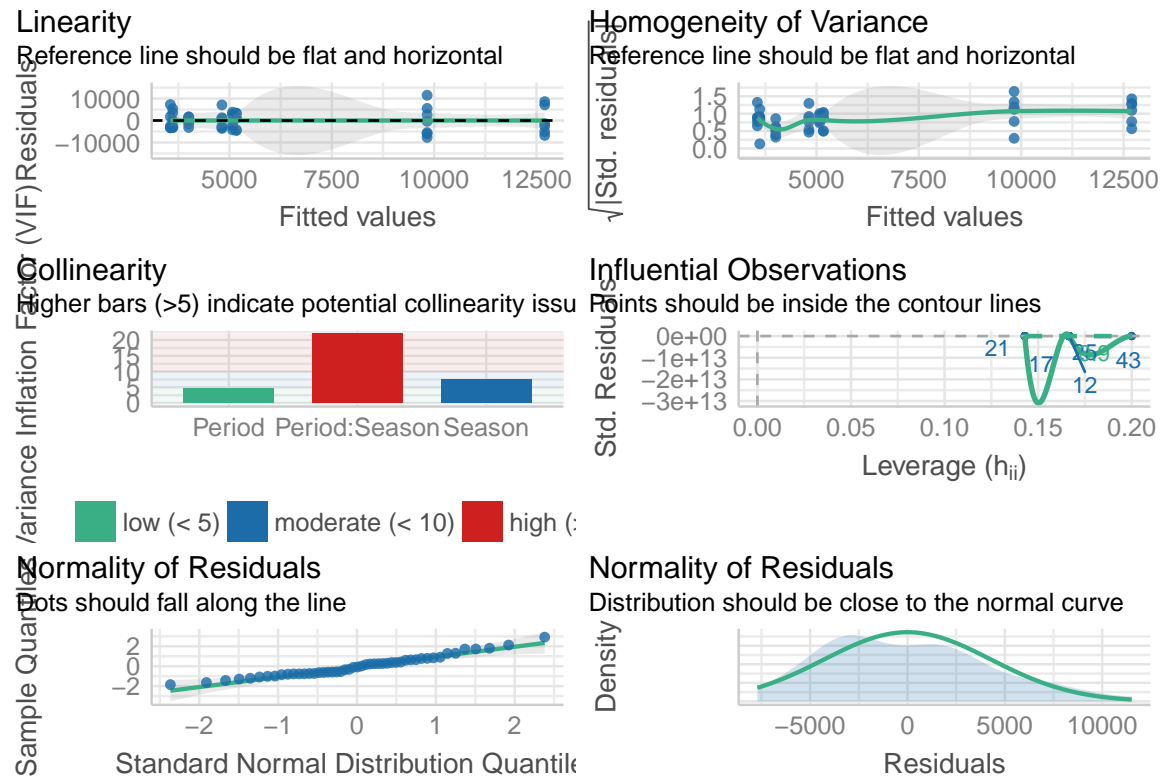 Linearity
Reference line should be flat and horizontal
Residuals
10000
0
−10000
5000 7500 10000 12500
Fitted values
Homogeneity of Variance
Reference line should be flat and horizontal
√|Std. residuals|
1.5
1.0
0.5
0.0
5000 7500 10000 12500
Fitted values
Collinearity
Higher bars (>5) indicate potential collinearity issu
Variance Inflation Factor (VIF)
20
15
10
5
0
Period Period:Season Season
low (< 5) moderate (< 10) high (>
Influential Observations
Points should be inside the contour lines
Std. Residuals
0e+00
−1e+13
−2e+13
−3e+13
21
17
12
43
0.00 0.05 0.10 0.15 0.20
Leverage (hii)
Normality of Residuals
Dots should fall along the line
Sample Quantiles
2
0
−2
−2 −1 0 1 2
Standard Normal Distribution Quantile
Normality of Residuals
Distribution should be close to the normal curve
Density
−5000 0 5000 10000
Residuals